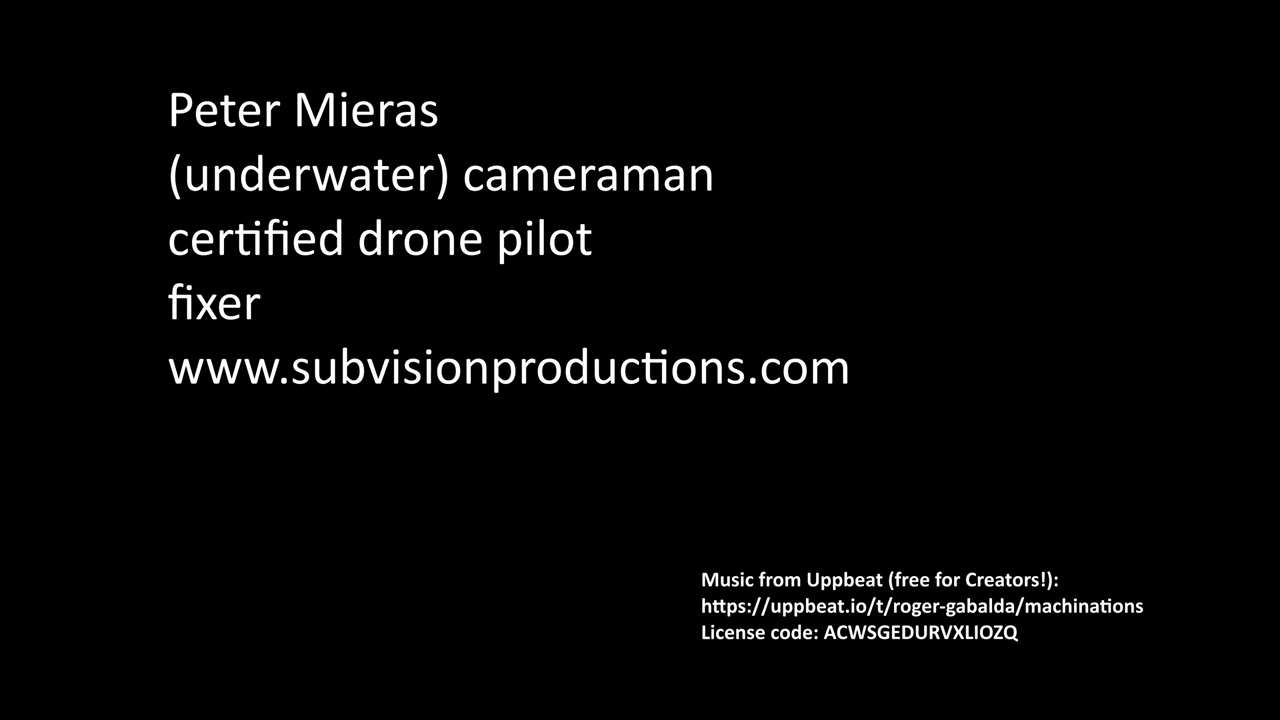 Peter Mieras
(underwater) cameraman
certified drone pilot
fixer
www.subvisionproductions.com
Music from Uppbeat (free for Creators!):
https://uppbeat.io/t/roger-gabalda/machinations
License code: ACWSGEDURVXLIOZQ